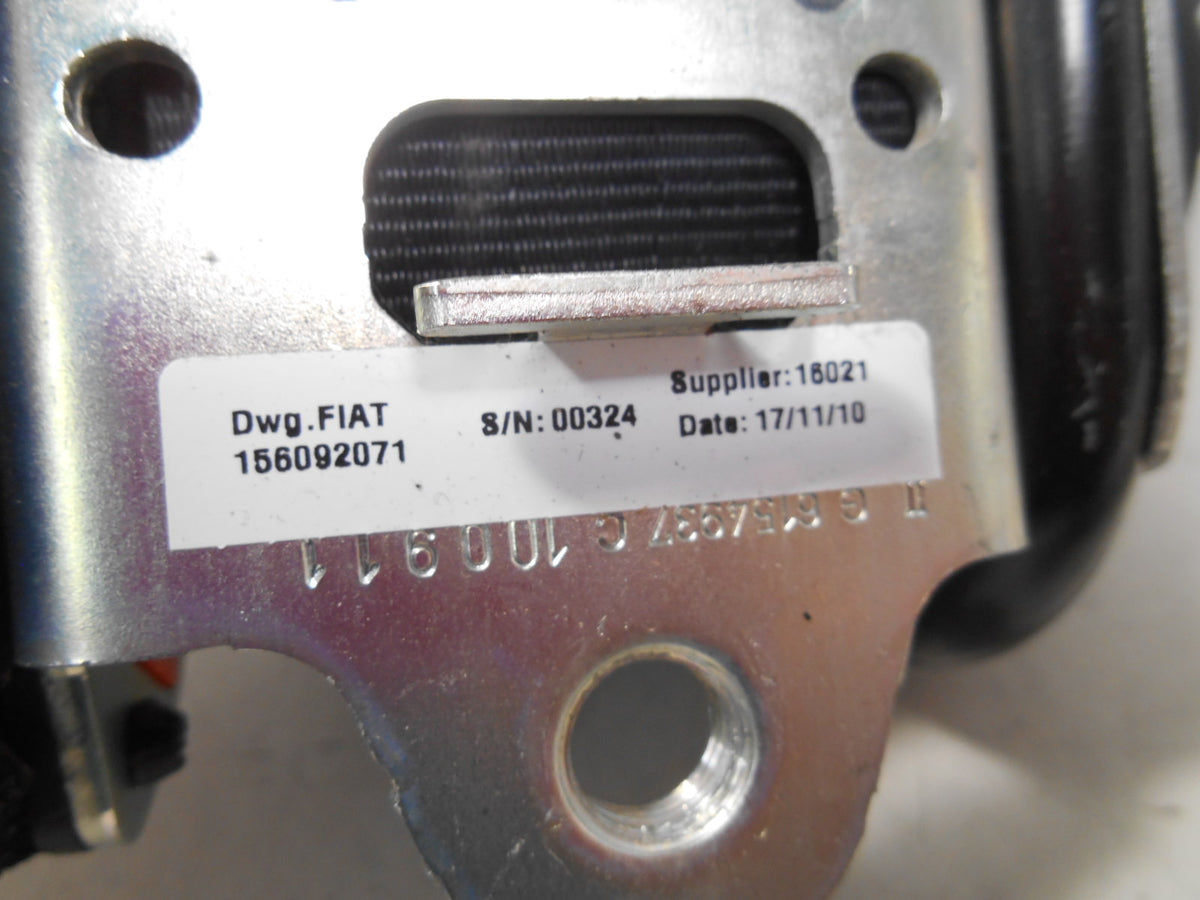 Supplier:16021
Dwg.FIAT S/N:00324 Date: 17/11/10
156092071